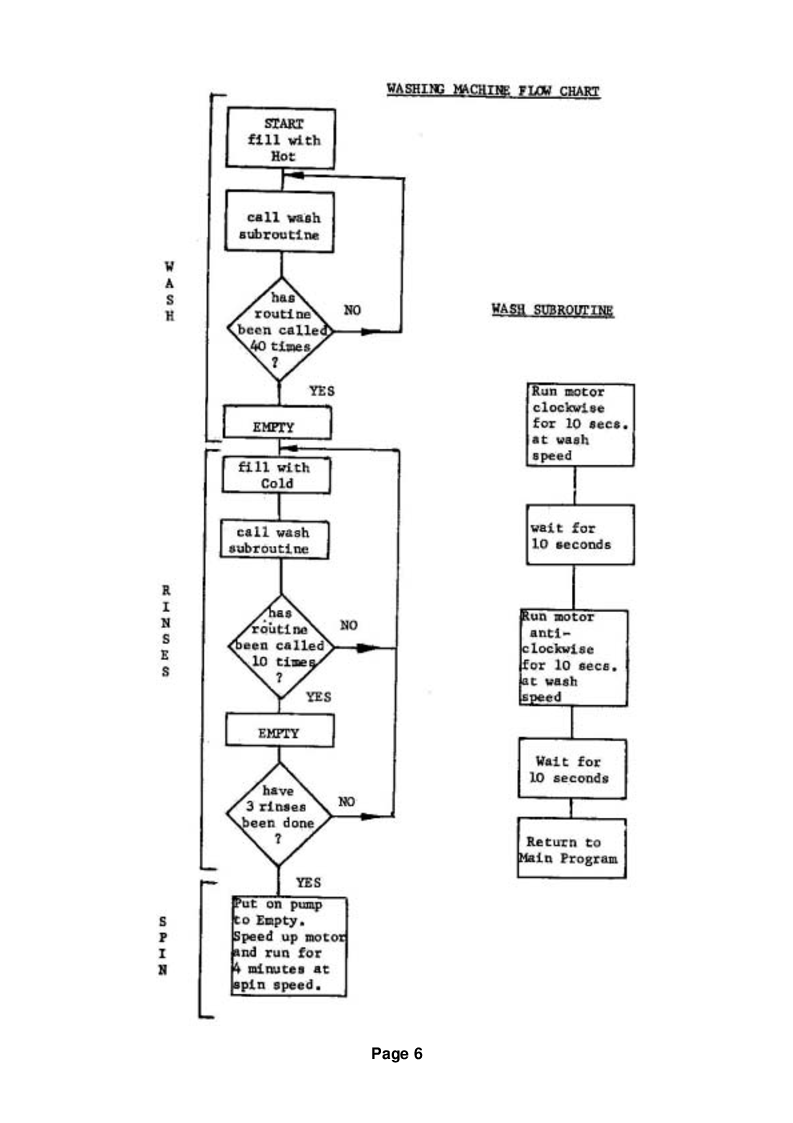 WASHING MACHINE FLOW CHART
START
fill with
Hot
call wash
subroutine
W
A
S
H
has
routine
been called
40 times
?
NO
YES
EMPTY
fill with
Cold
call wash
subroutine
R
I
N
S
E
S
has
routine
been called
10 times
?
NO
YES
EMPTY
have
3 rinses
been done
?
NO
YES
S
P
I
N
Put on pump
to Empty.
Speed up motor
and run for
4 minutes at
spin speed.
WASH SUBROUTINE
Run motor
clockwise
for 10 secs.
at wash
speed
wait for
10 seconds
Run motor
anti-
clockwise
for 10 secs.
at wash
speed
Wait for
10 seconds
Return to
Main Program
Page 6